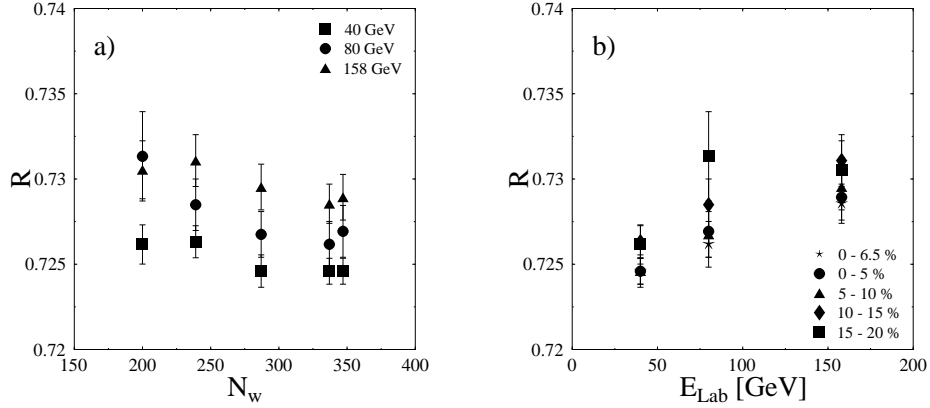 0.74
0.735
0.73
0.725
0.72
R
a)
40 GeV
80 GeV
158 GeV
150 200 250 300 350 400
N_w
0.74
0.735
0.73
0.725
0.72
R
b)
0 - 6.5 %
0 - 5 %
5 - 10 %
10 - 15 %
15 - 20 %
0 50 100 150 200
E_Lab [GeV]